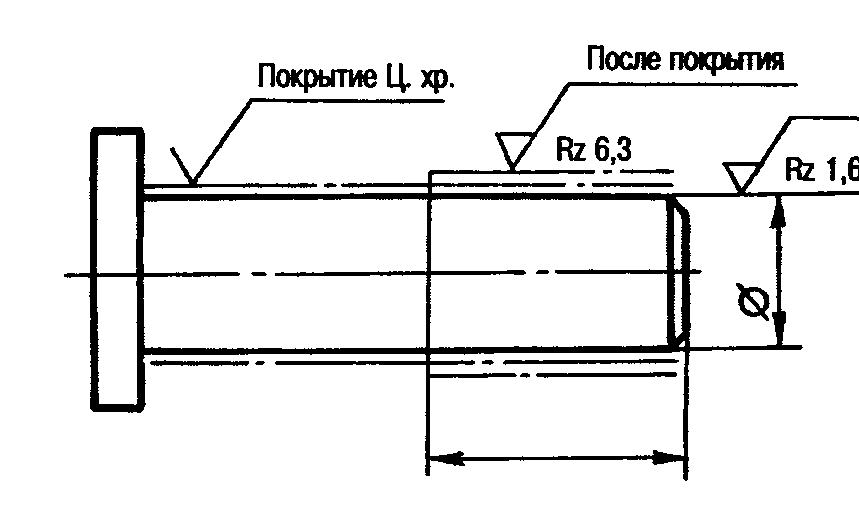 После покрытия
Покрытие Ц. хр.
Rz 6,3
Rz 1,6
Ø